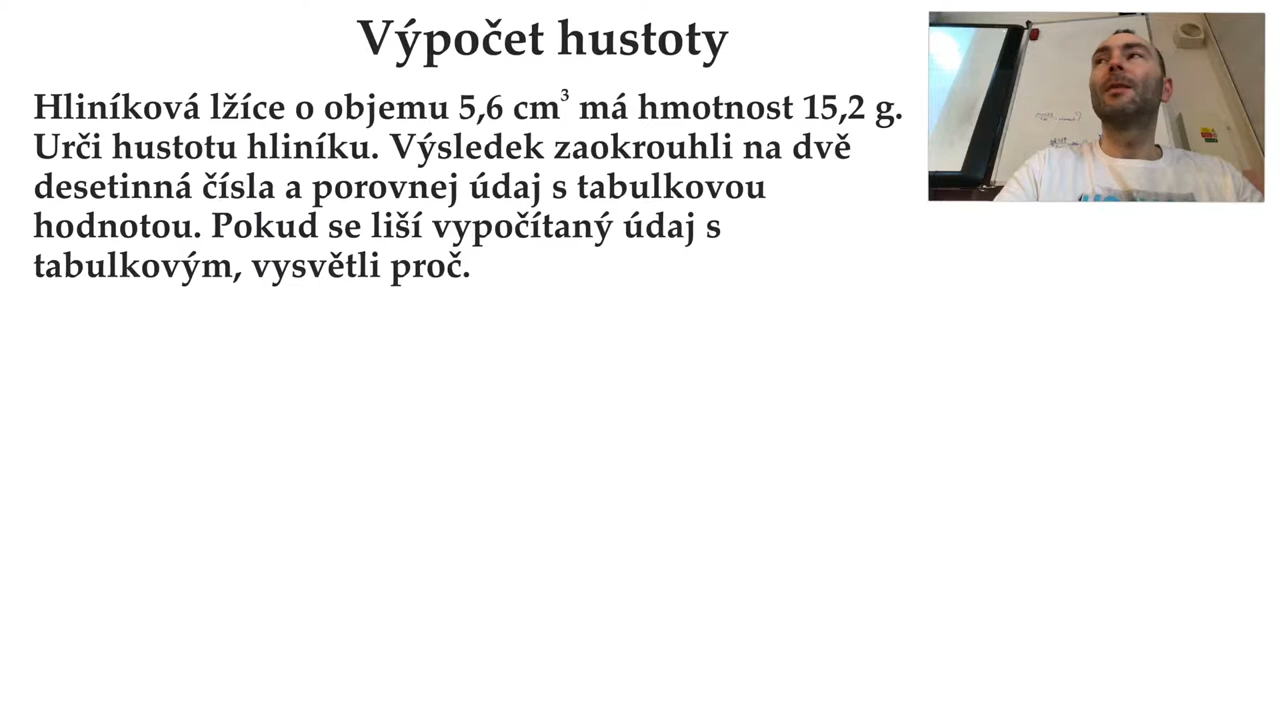 Výpočet hustoty
Hliníková lžíce o objemu 5,6 cm³ má hmotnost 15,2 g.
Urči hustotu hliníku. Výsledek zaokrouhli na dvě
desetinná čísla a porovnej údaj s tabulkovou
hodnotou. Pokud se liší vypočítaný údaj s
tabulkovým, vysvětli proč.